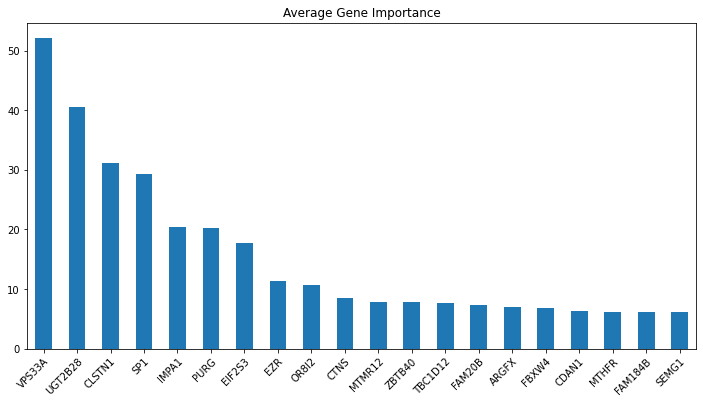 Average Gene Importance
50
40
30
20
10
0
VPS33A
UGT2B28
CLSTN1
SP1
IMPA1
PURG
EIF2S3
EZR
OR8I2
CTNS
MTMR12
ZBTB40
TBC1D12
FAM20B
ARGFX
FBXW4
CDAN1
MTHFR
FAM184B
SEMG1